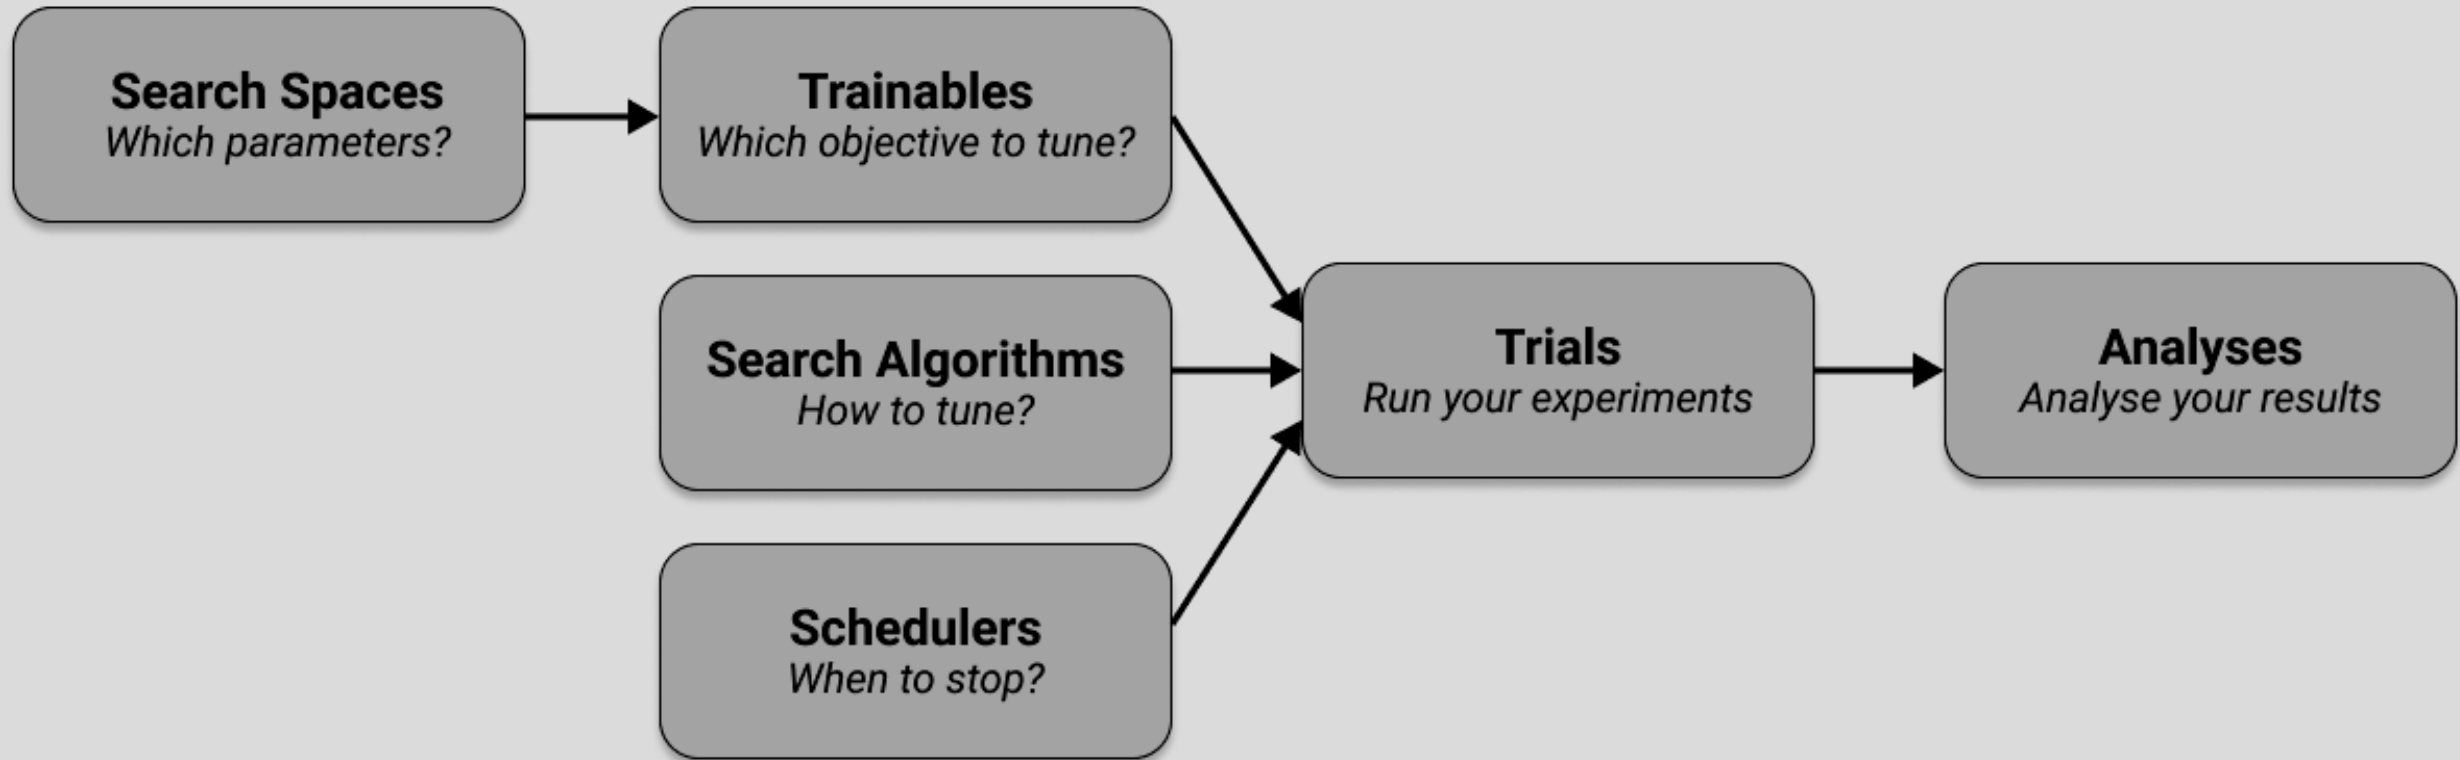 Search Spaces
Which parameters?
Trainables
Which objective to tune?
Search Algorithms
How to tune?
Schedulers
When to stop?
Trials
Run your experiments
Analyses
Analyse your results